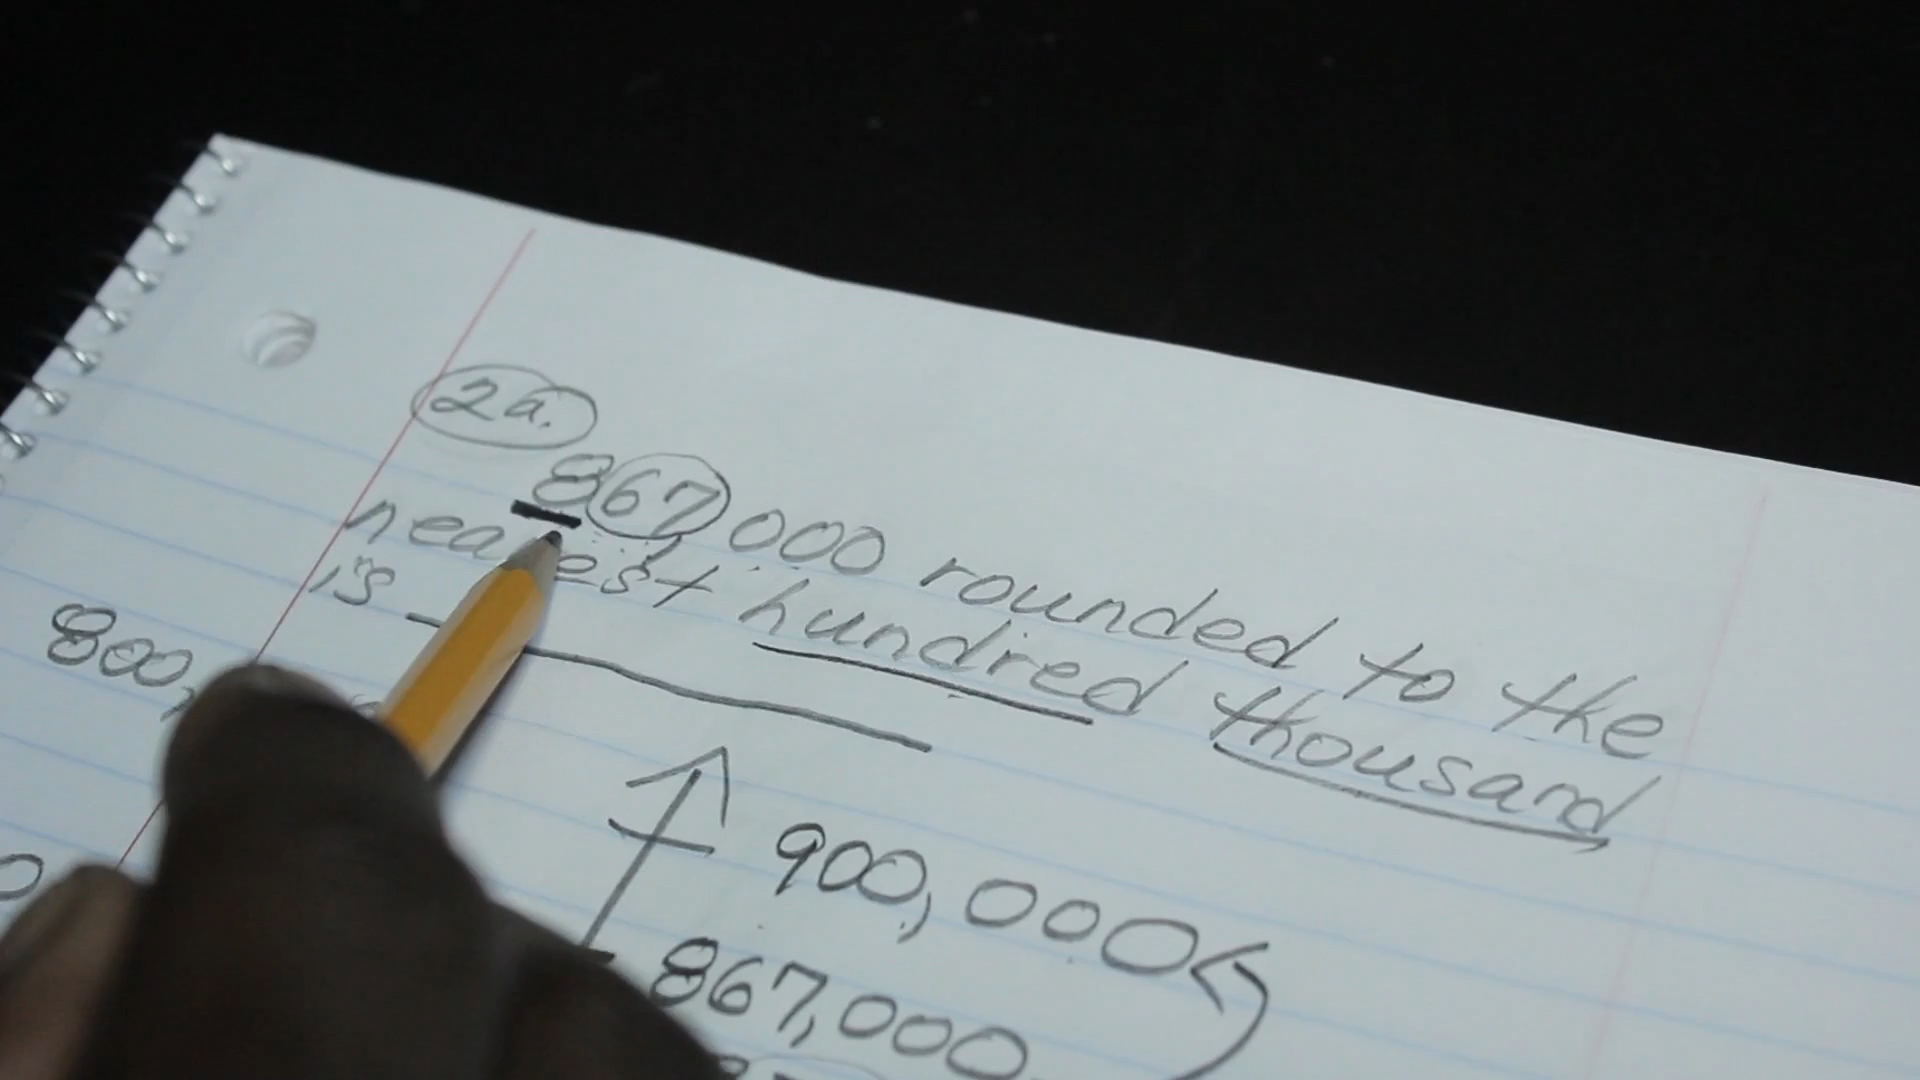 2a.
867,000 rounded to the
nearest hundred thousand
is
800,
900,000
867,000